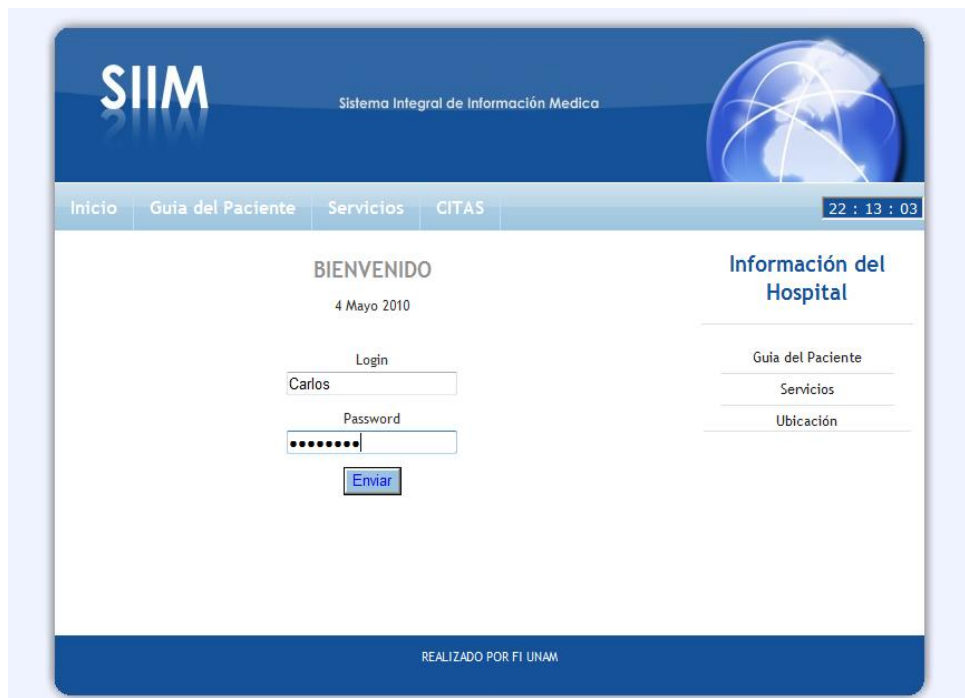 SIIM
Sistema Integral de Información Medica
Inicio Guia del Paciente Servicios CITAS
22 : 13 : 03
BIENVENIDO
4 Mayo 2010
Login
Carlos
Password
••••••••
Enviar
Información del
Hospital
Guia del Paciente
Servicios
Ubicación
REALIZADO POR FI UNAM